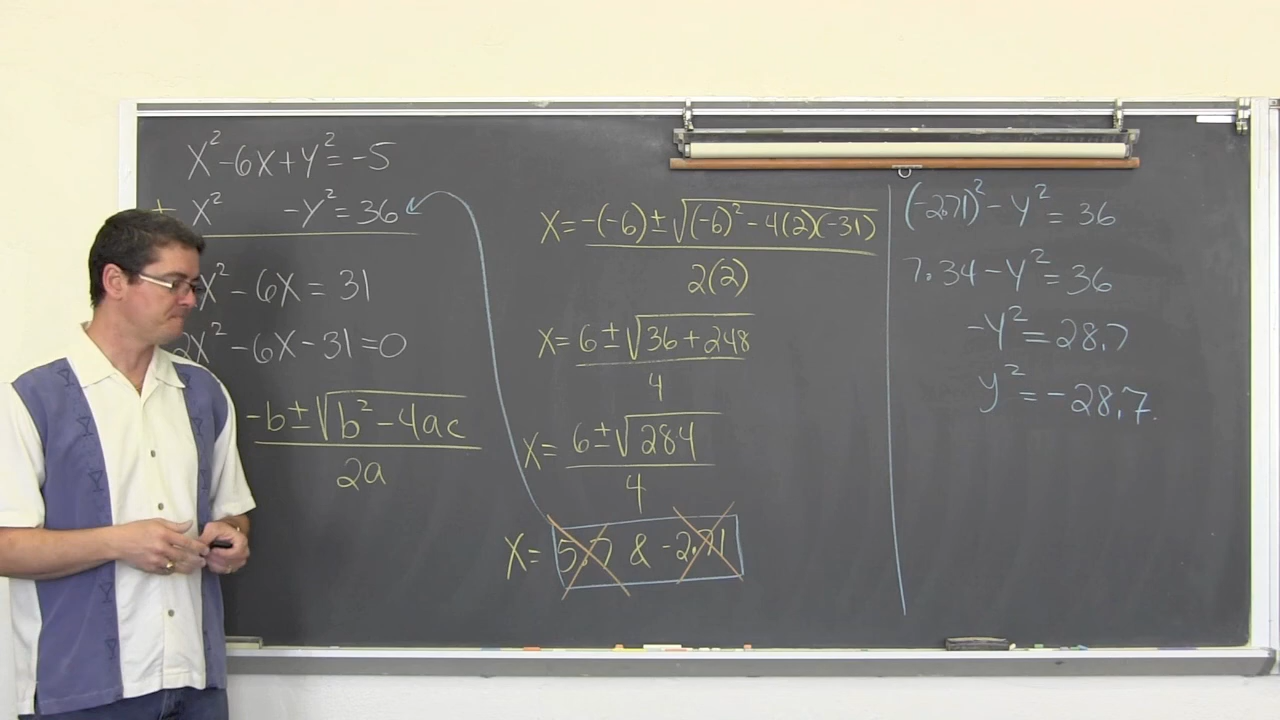 X²-6X+Y²=-5
+ X² -Y²=36
X²-6X=31
2X²-6X-31=0
-b±√b²-4ac
2a
X=-(-6)±√(-6)²-4(2)(-31)
2(2)
X=6±√36+248
4
X=6±√284
4
X= 5.7 & -2.71
(-2.71)²-Y²=36
7.34-Y²=36
-Y²=28.7
y²=-28.7